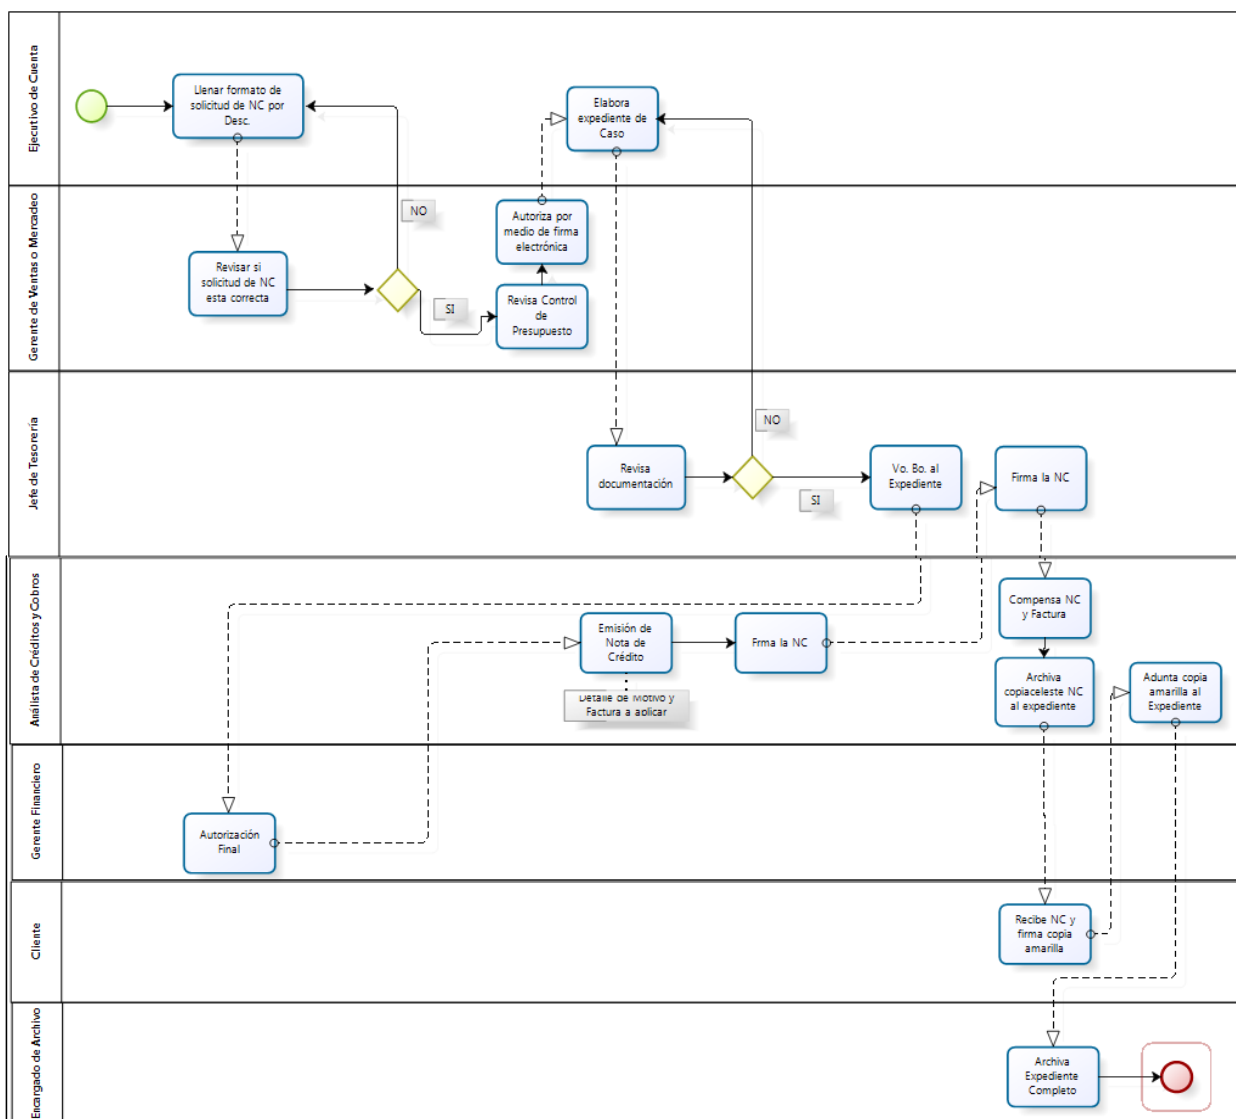 Ejecutivo de Cuenta
Llenar formato de
solicitud de NC por
Desc.
Elabora
expediente de
Caso
Gerente de Ventas o Mercadeo
NO
Autoriza por
medio de firma
electrónica
Revisar si
solicitud de NC
esta correcta
SI
Revisa Control
de
Presupuesto
Jefe de Tesorería
NO
Revisa
documentación
SI
Vo. Bo. al
Expediente
Firma la NC
Análista de Créditos y Cobros
Compensa NC
y Factura
Emisión de
Nota de
Crédito
Frma la NC
Detalle de Motivo y
Factura a aplicar
Archiva
copiaceleste NC
al expediente
Adunta copia
amarilla al
Expediente
Gerente Financiero
Autorización
Final
Cliente
Recibe NC y
firma copia
amarilla
Encargado de Archivo
Archiva
Expediente
Completo